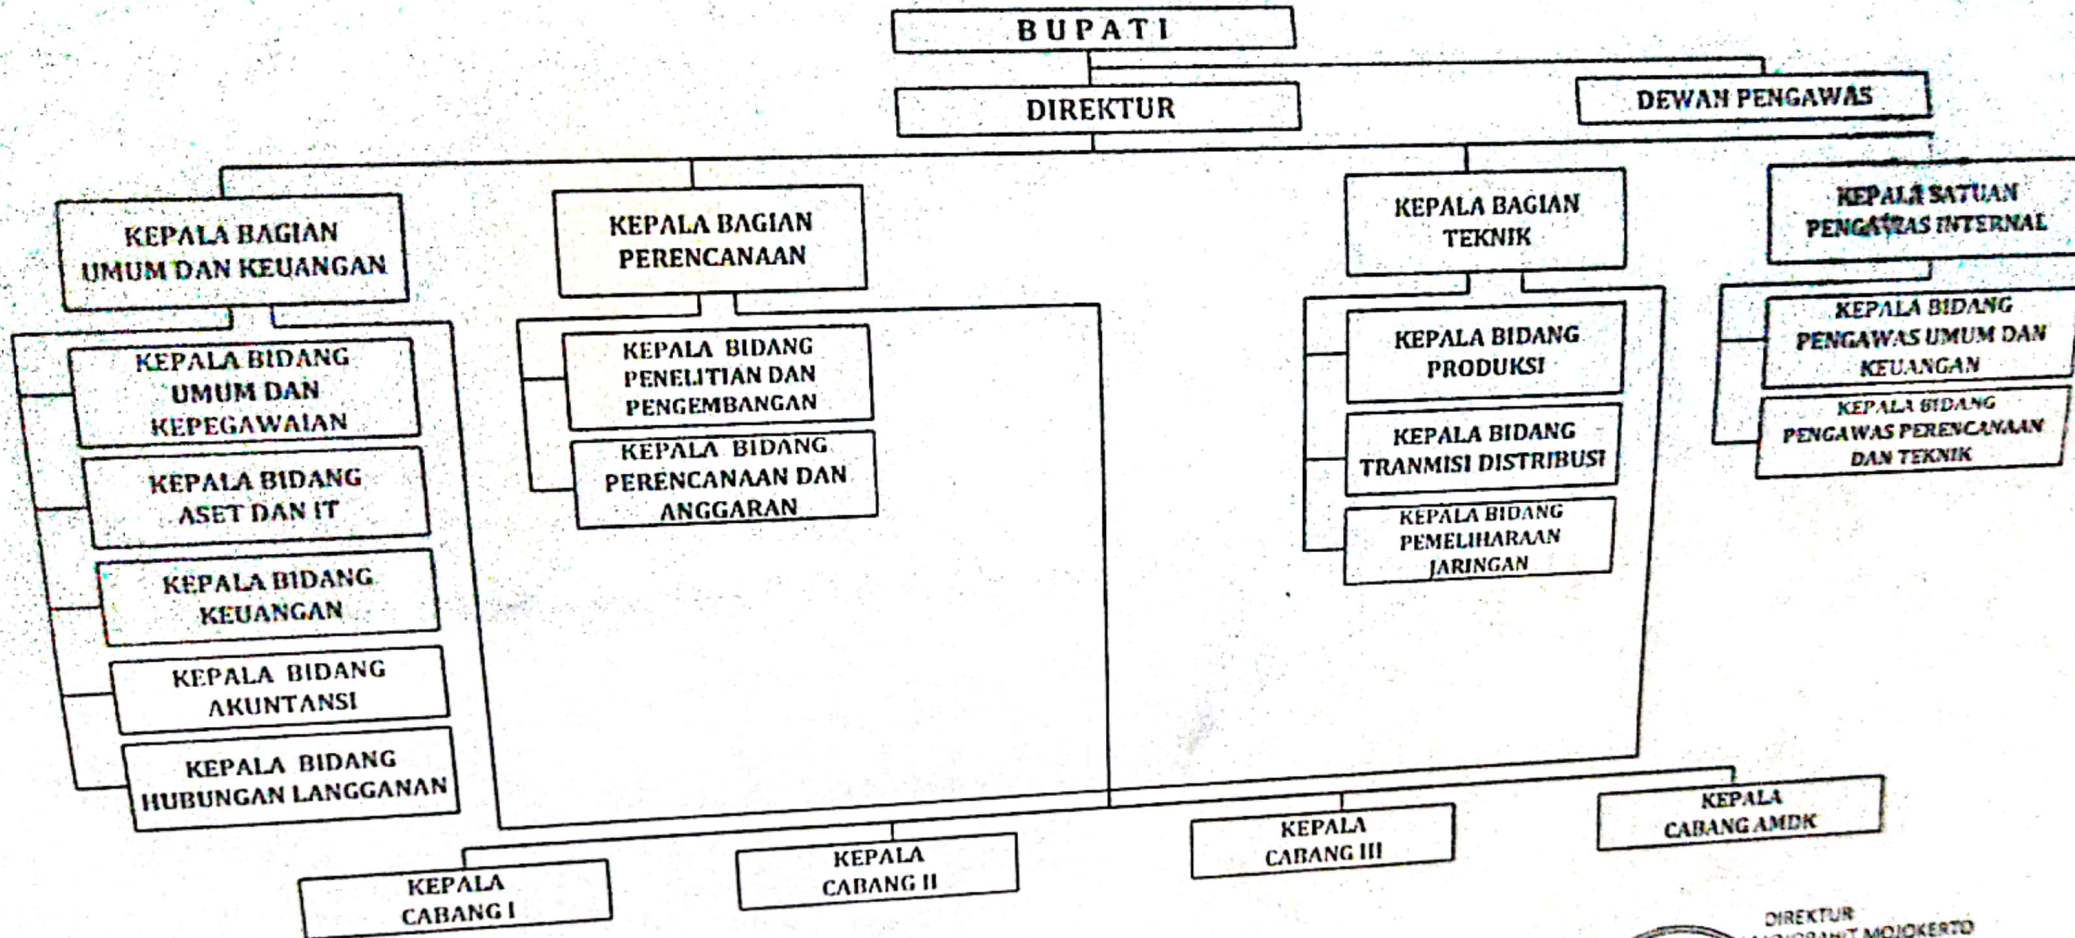 BUPATI
DIREKTUR
DEWAN PENGAWAS
KEPALA BAGIAN
UMUM DAN KEUANGAN
KEPALA BAGIAN
PERENCANAAN
KEPALA BAGIAN
TEKNIK
KEPALA SATUAN
PENGAWAS INTERNAL
KEPALA BIDANG
UMUM DAN
KEPEGAWAIAN
KEPALA BIDANG
ASET DAN IT
KEPALA BIDANG
KEUANGAN
KEPALA BIDANG
AKUNTANSI
KEPALA BIDANG
HUBUNGAN LANGGANAN
KEPALA BIDANG
PENELITIAN DAN
PENGEMBANGAN
KEPALA BIDANG
PERENCANAAN DAN
ANGGARAN
KEPALA BIDANG
PRODUKSI
KEPALA BIDANG
TRANMISI DISTRIBUSI
KEPALA BIDANG
PEMELIHARAAN
JARINGAN
KEPALA BIDANG
PENGAWAS UMUM DAN
KEUANGAN
KEPALA BIDANG
PENGAWAS PERENCANAAN
DAN TEKNIK
KEPALA
CABANG I
KEPALA
CABANG II
KEPALA
CABANG III
KEPALA
CABANG AMDK
DIREKTUR
MOJOKERTO